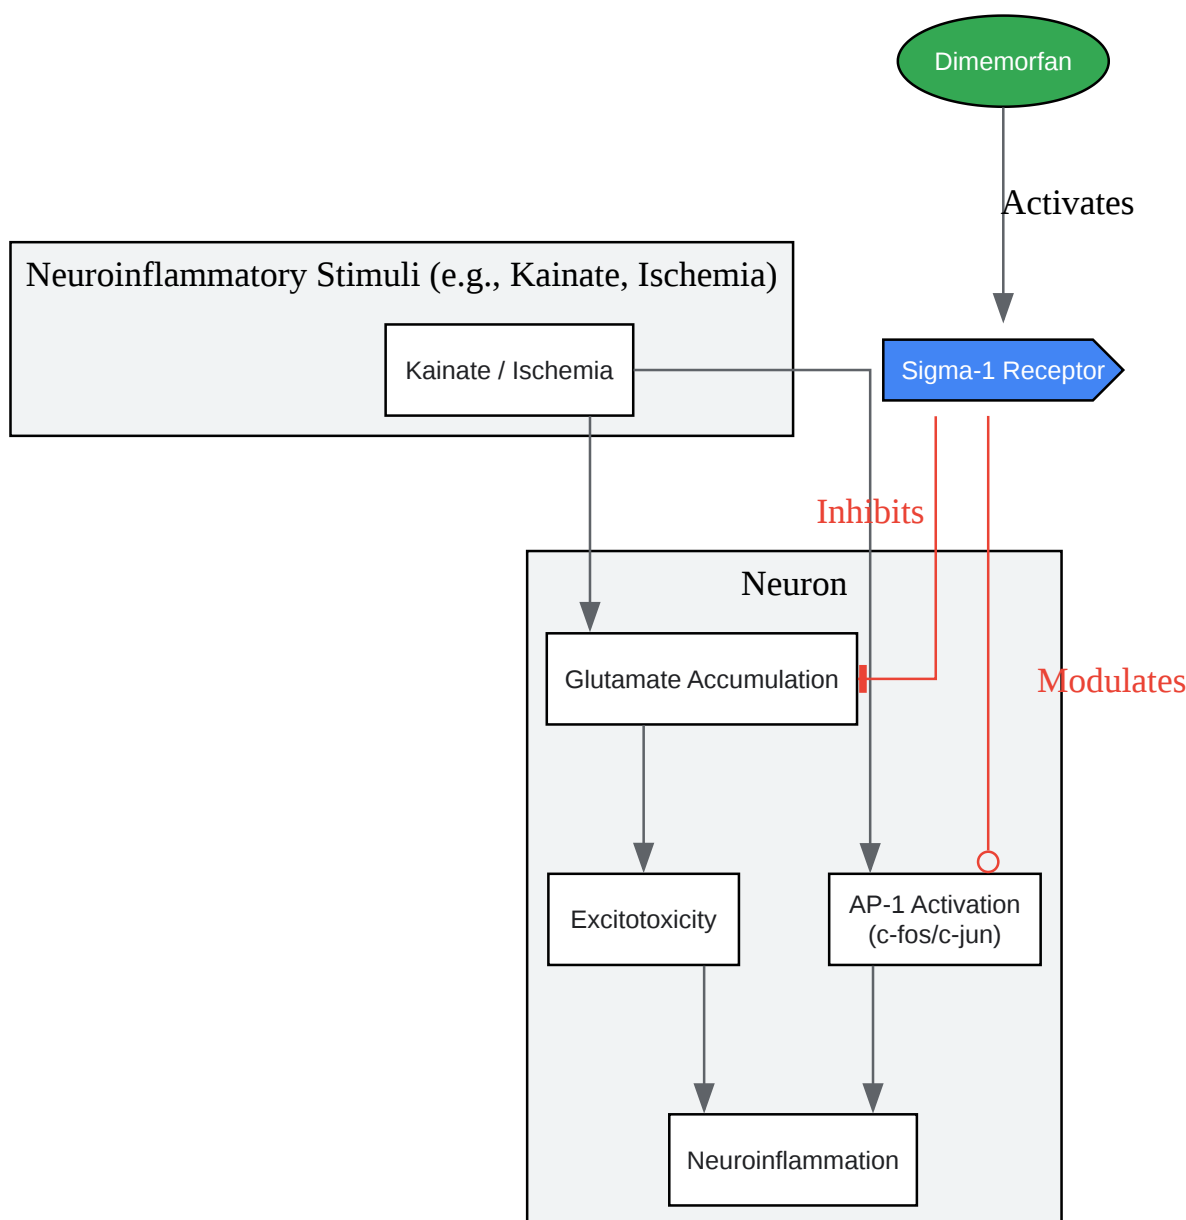 Dimemorfan
Activates
Neuroinflammatory Stimuli (e.g., Kainate, Ischemia)
Kainate / Ischemia
Sigma-1 Receptor
Inhibits
Neuron
Glutamate Accumulation
Modulates
Excitotoxicity
AP-1 Activation
(c-fos/c-jun)
Neuroinflammation